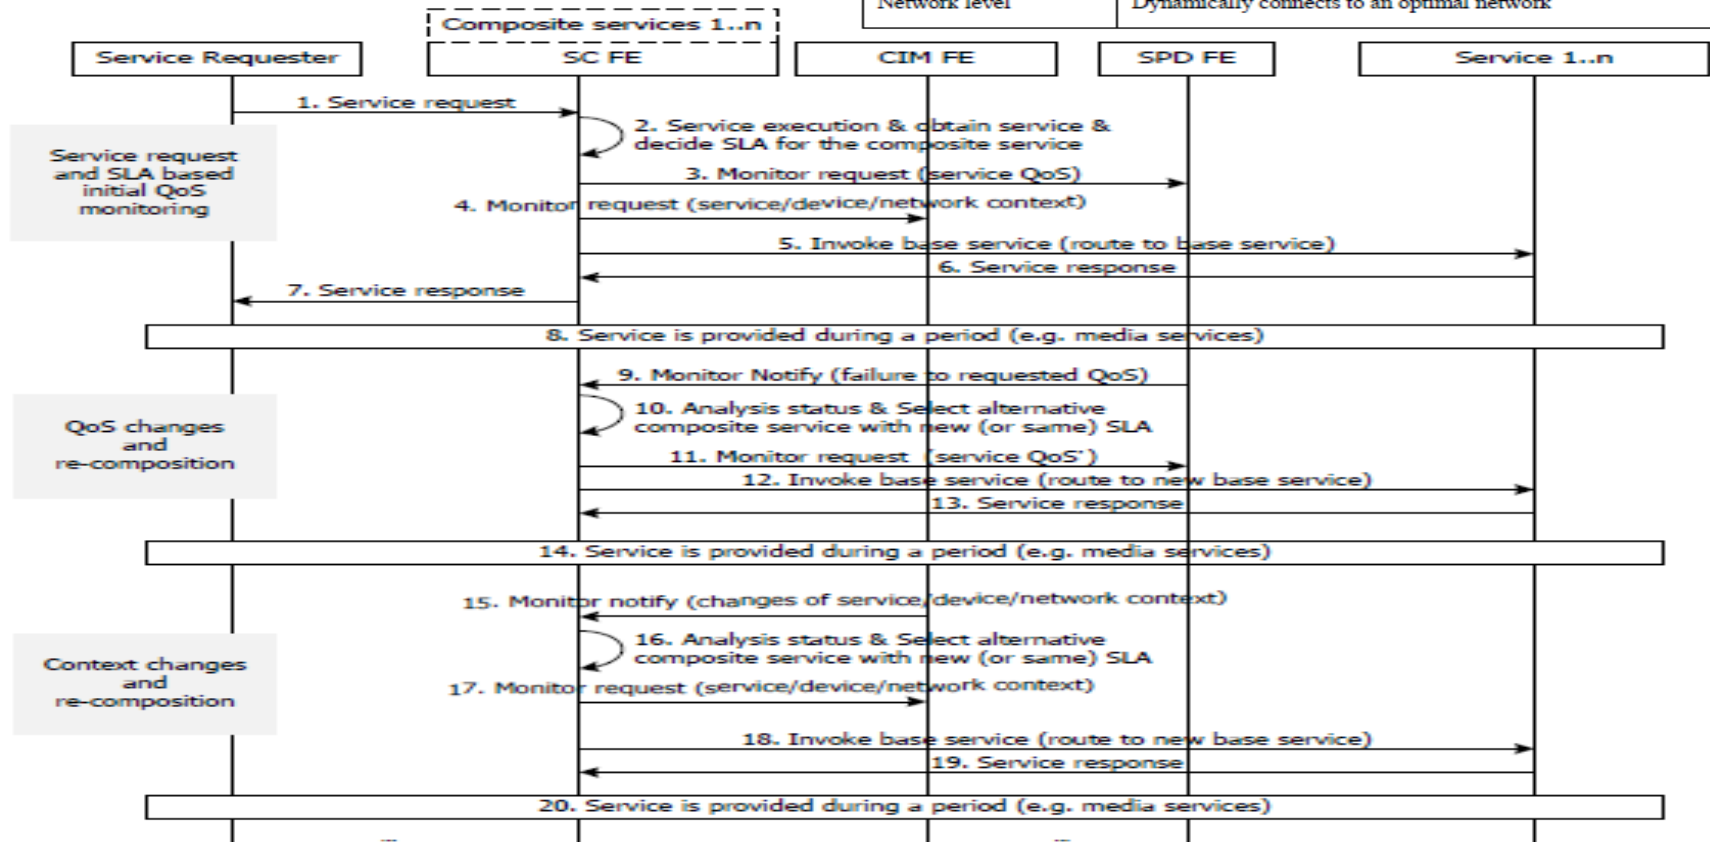 Network level
Dynamically connects to an optimal network
Composite services 1..n
Service Requester
SC FE
CIM FE
SPD FE
Service 1..n
1. Service request
2. Service execution & obtain service &
decide SLA for the composite service
Service request
and SLA based
initial QoS
monitoring
3. Monitor request (service QoS)
4. Monitor request (service/device/network context)
5. Invoke base service (route to base service)
6. Service response
7. Service response
8. Service is provided during a period (e.g. media services)
9. Monitor Notify (failure to requested QoS)
QoS changes
and
re-composition
10. Analysis status & Select alternative
composite service with new (or same) SLA
11. Monitor request (service QoS')
12. Invoke base service (route to new base service)
13. Service response
14. Service is provided during a period (e.g. media services)
15. Monitor notify (changes of service/device/network context)
Context changes
and
re-composition
16. Analysis status & Select alternative
composite service with new (or same) SLA
17. Monitor request (service/device/network context)
18. Invoke base service (route to new base service)
19. Service response
20. Service is provided during a period (e.g. media services)